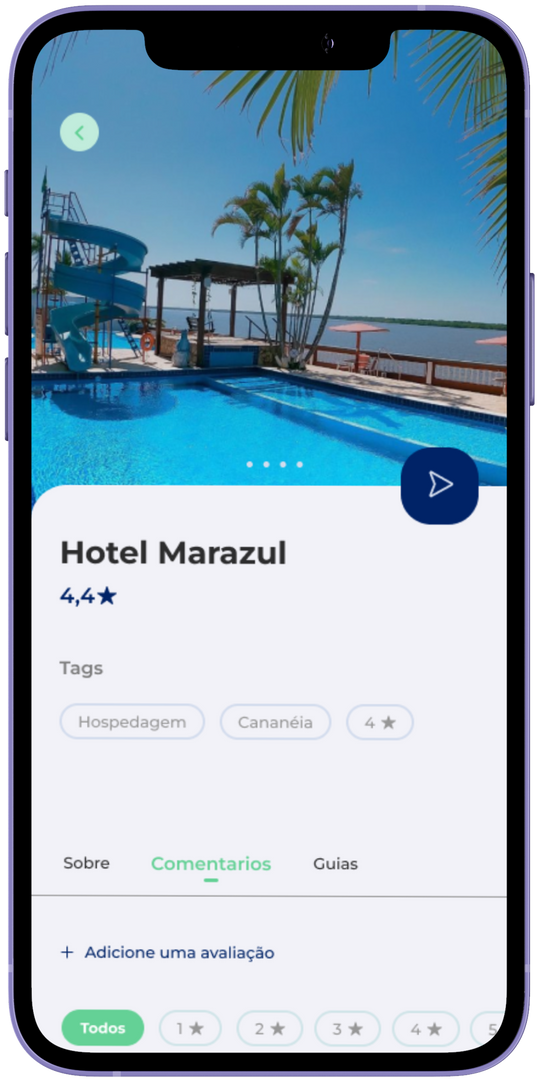 Hotel Marazul
4,4★
Tags
Hospedagem Cananéia 4 ★
Sobre Comentarios Guias
+ Adicione uma avaliação
Todos 1 ★ 2 ★ 3 ★ 4 ★ 5